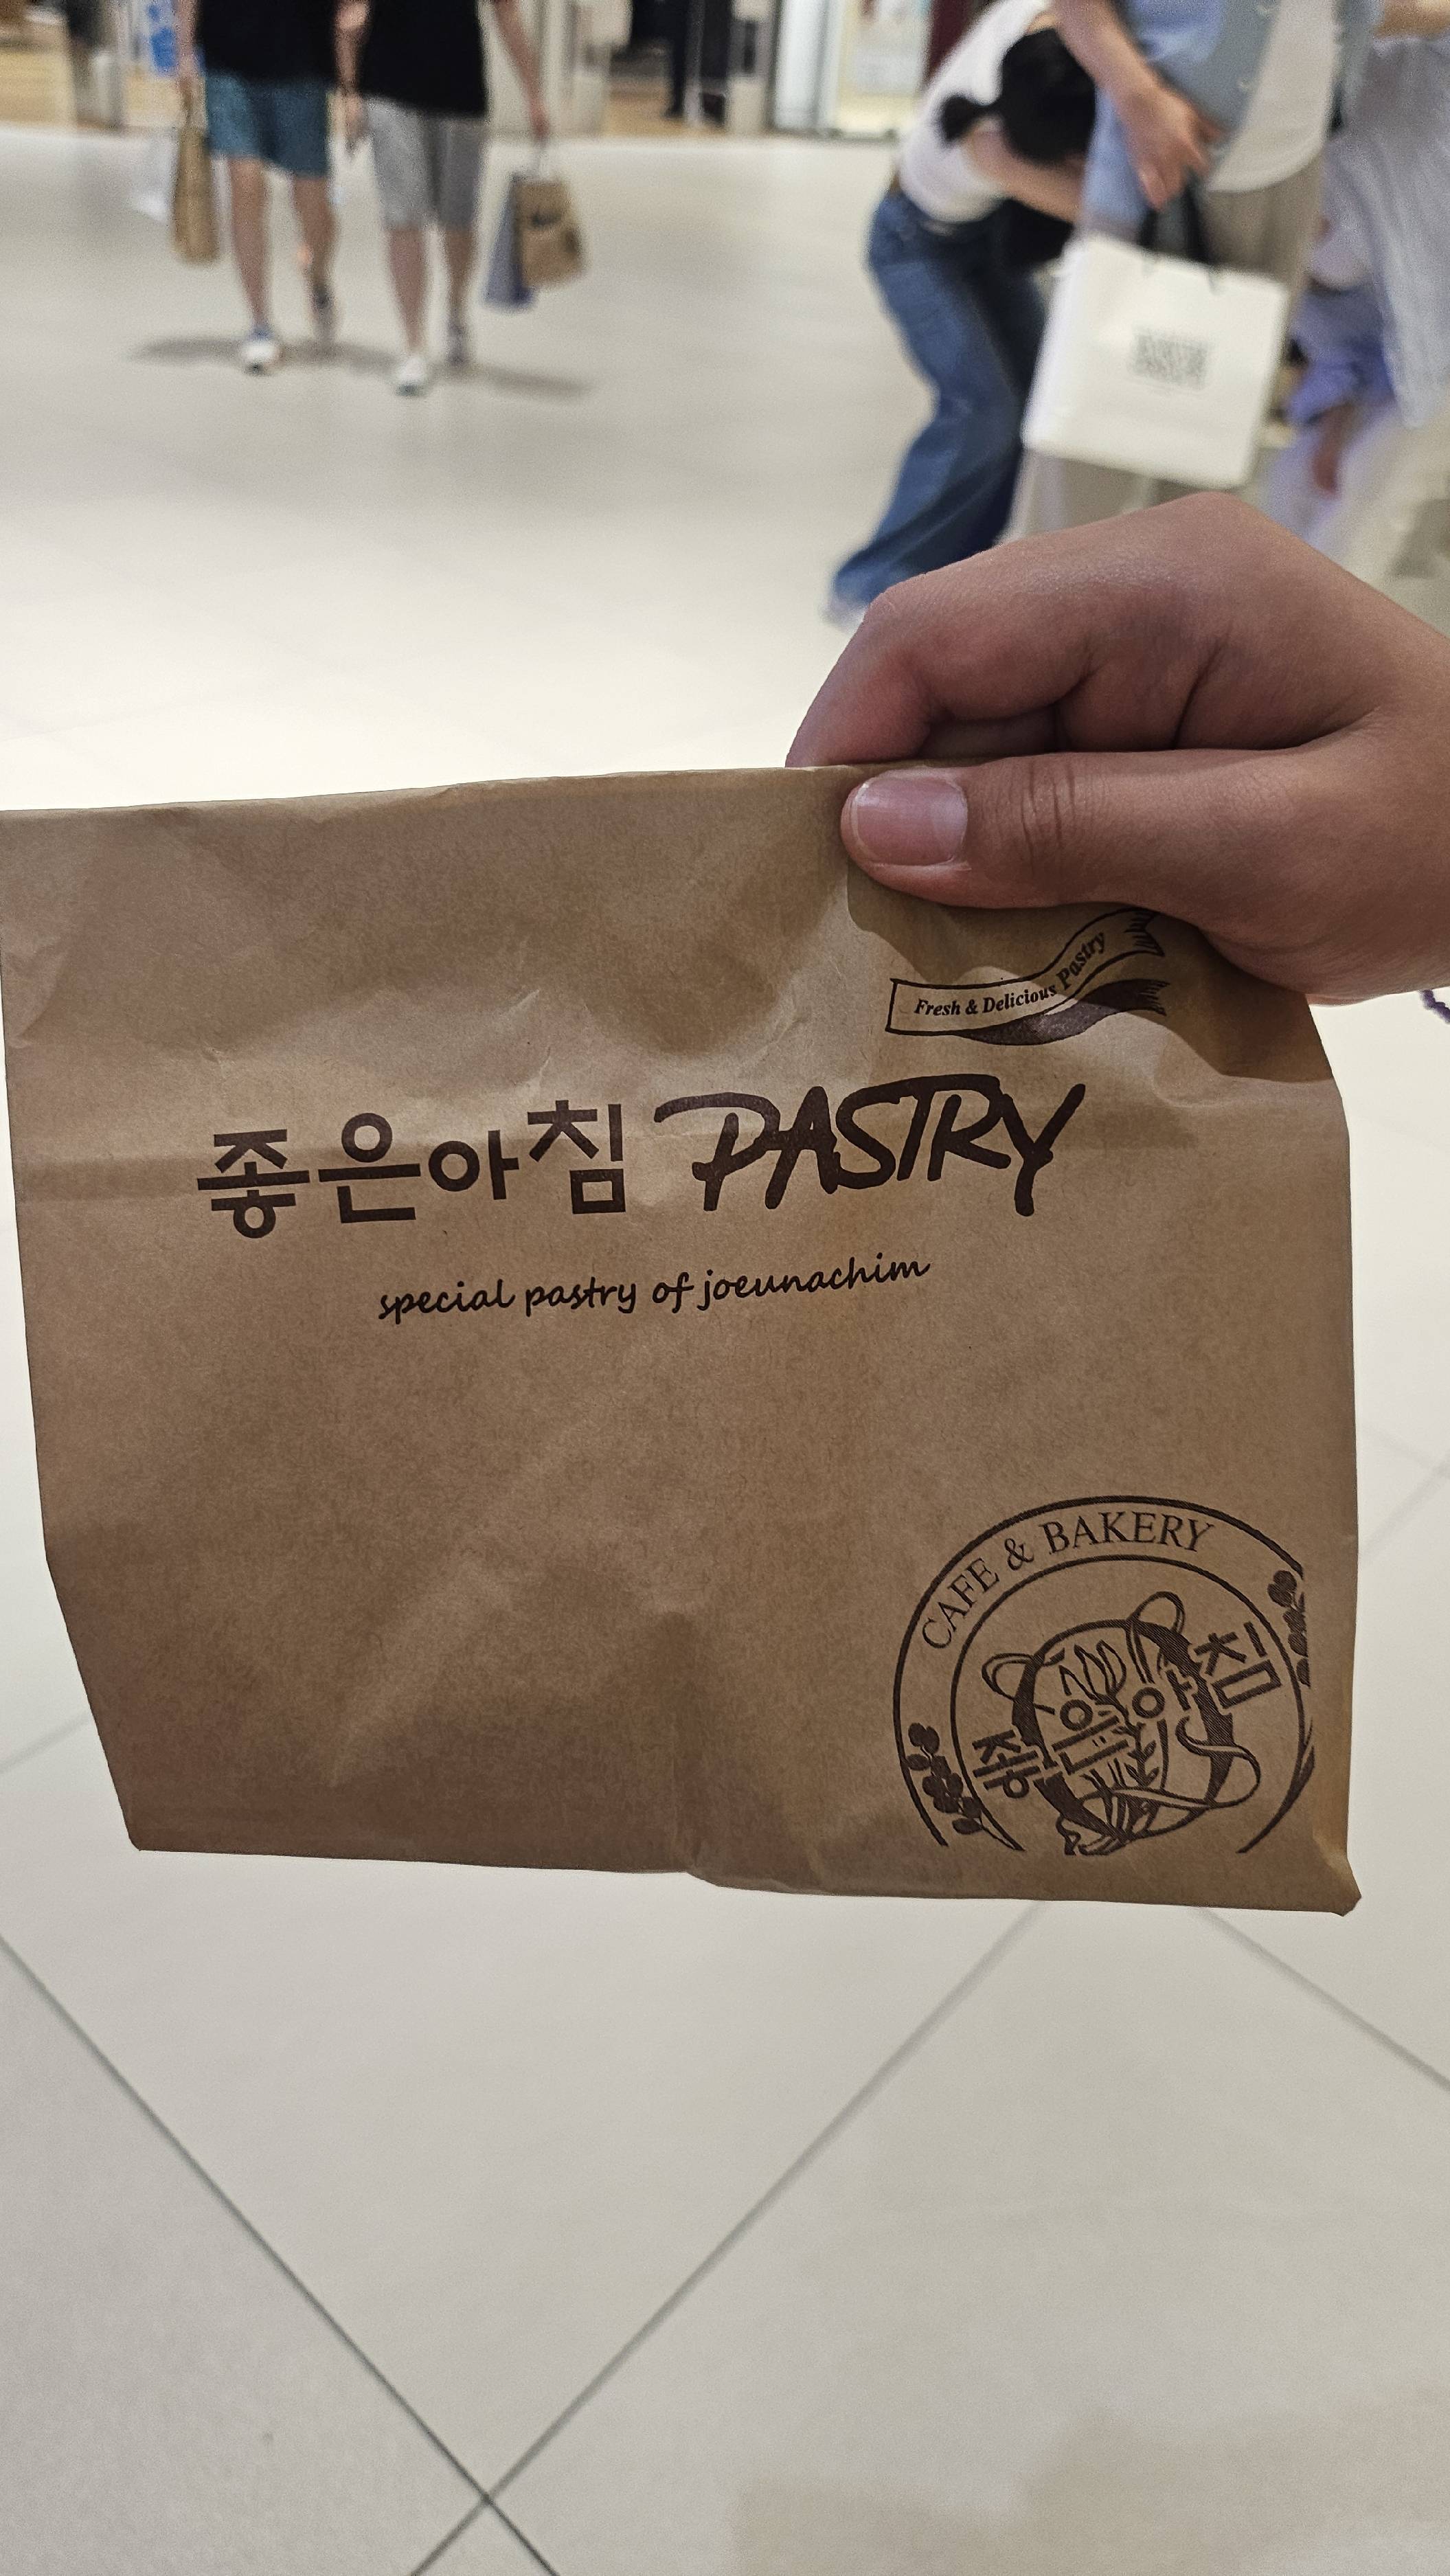 Fresh & Delicious Pastry
좋은아침 PASTRY
special pastry of joeunachim
CAFE & BAKERY
좋은아침